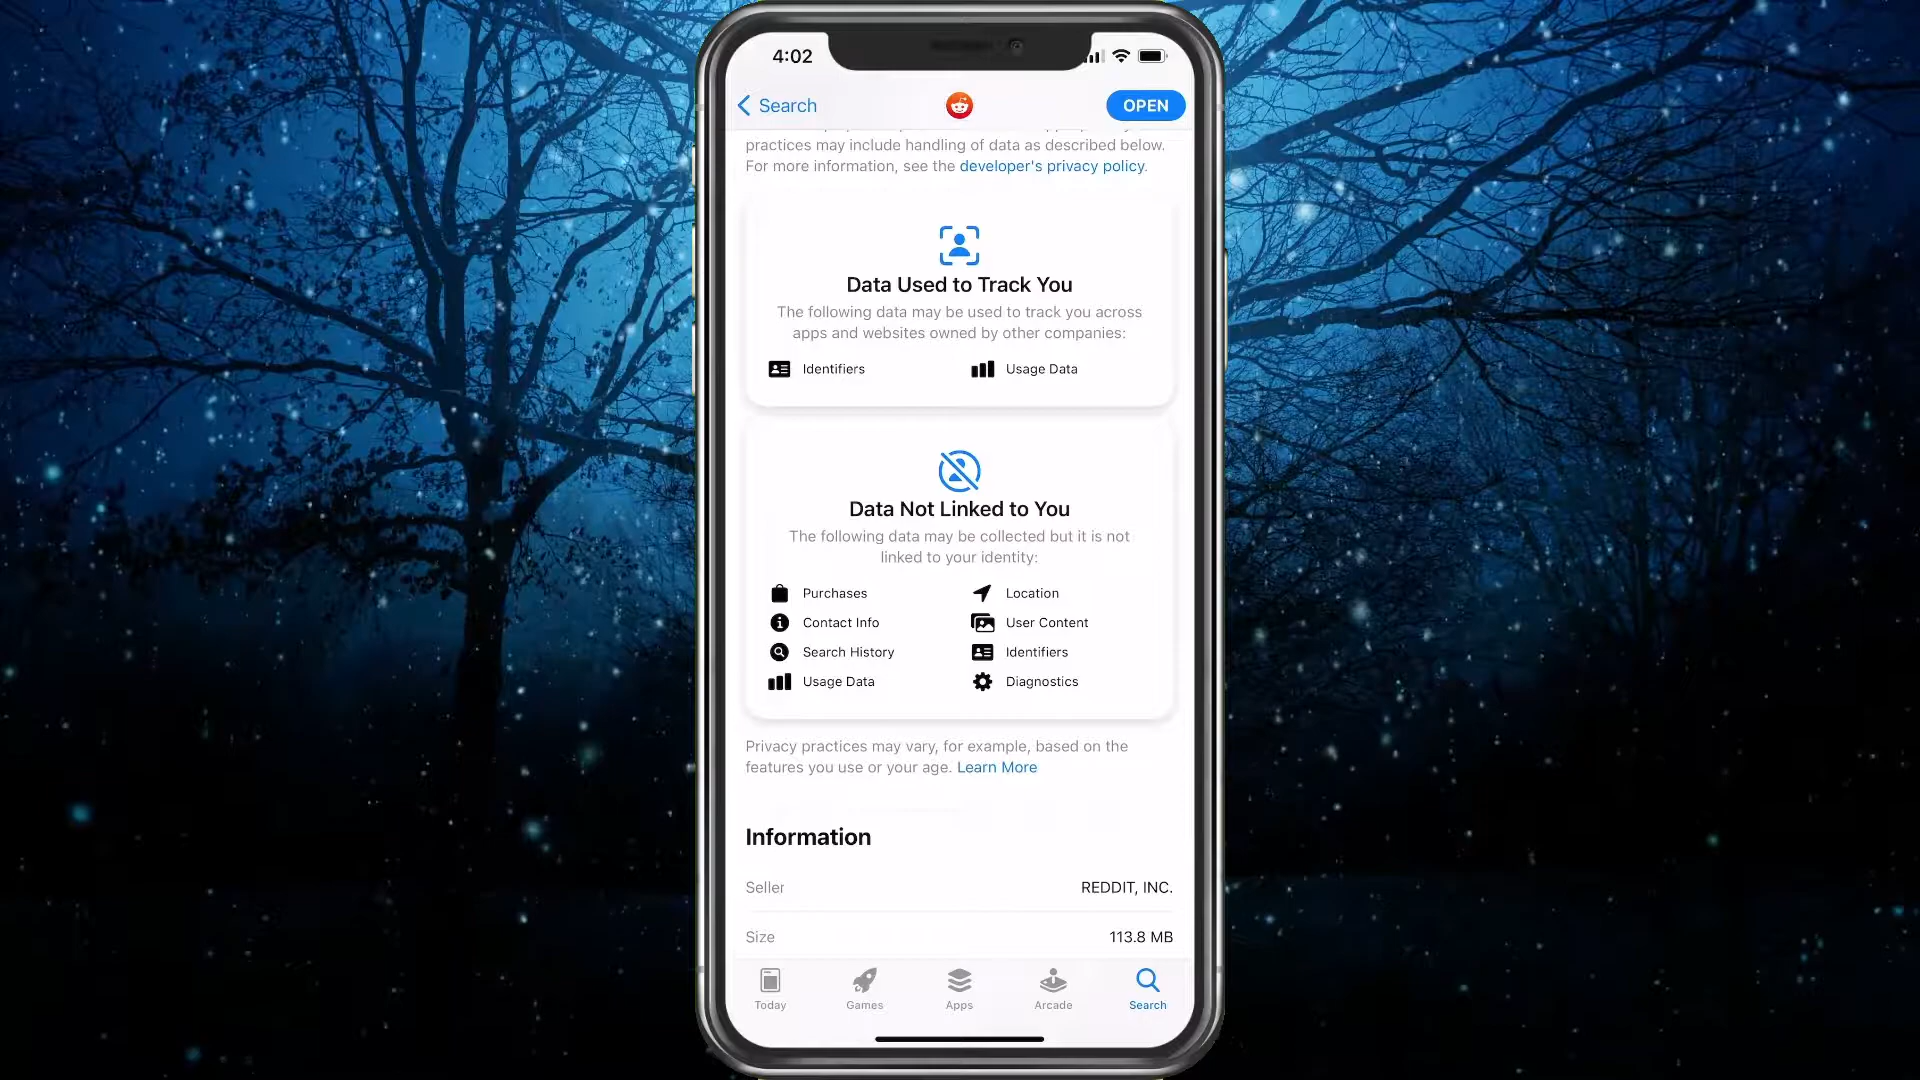 4:02
Search
OPEN
practices may include handling of data as described below.
For more information, see the developer's privacy policy.
Data Used to Track You
The following data may be used to track you across
apps and websites owned by other companies:
Identifiers
Usage Data
Data Not Linked to You
The following data may be collected but it is not
linked to your identity:
Purchases
Location
Contact Info
User Content
Search History
Identifiers
Usage Data
Diagnostics
Privacy practices may vary, for example, based on the
features you use or your age. Learn More
Information
Seller
REDDIT, INC.
Size
113.8 MB
Today
Games
Apps
Arcade
Search